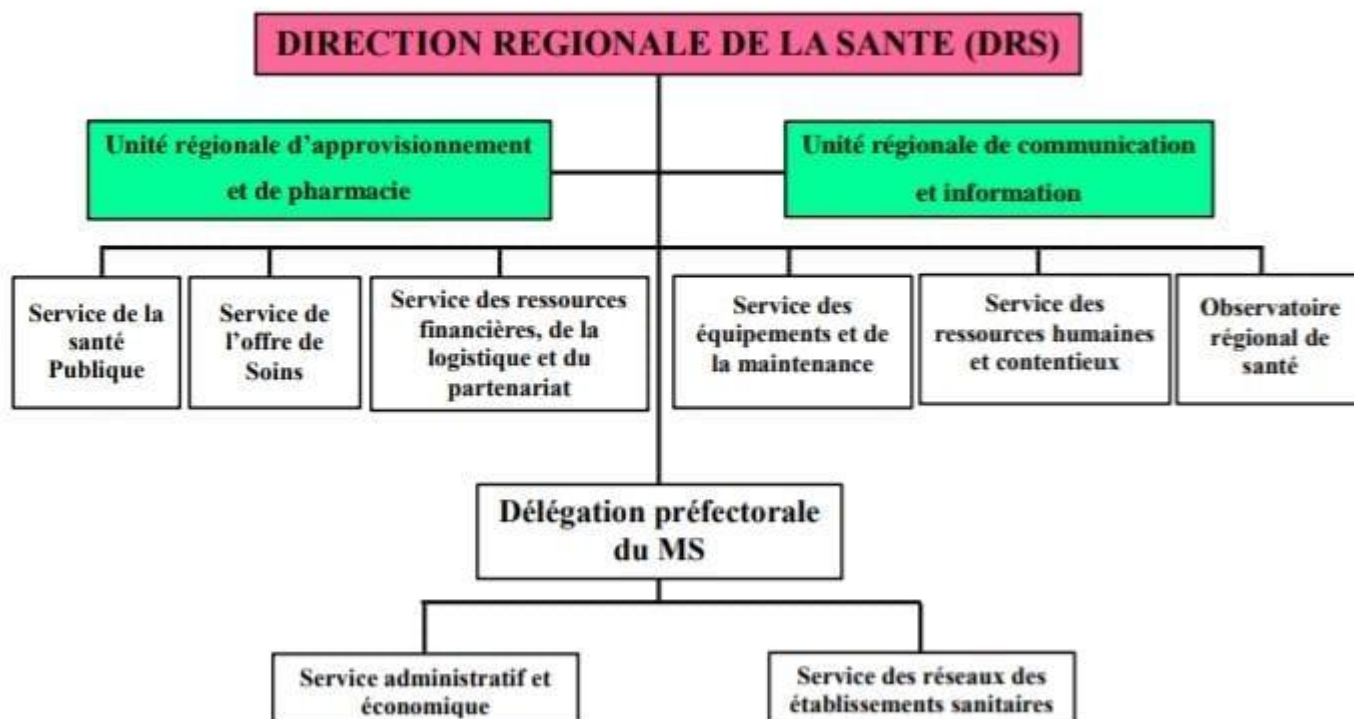 DIRECTION REGIONALE DE LA SANTE (DRS)
Unité régionale d'approvisionnement
et de pharmacie
Unité régionale de communication
et information
Service de la
santé
Publique
Service de
l'offre de
Soins
Service des ressources
financières, de la
logistique et du
partenariat
Service des
équipements et de
la maintenance
Service des
ressources humaines
et contentieux
Observatoire
régional de
santé
Délégation préfectorale
du MS
Service administratif et
économique
Service des réseaux des
établissements sanitaires